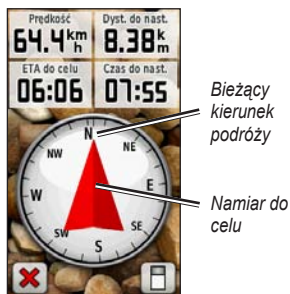 Prędkość Dyst. do nast.
64.4 km/h 8.38 km
ETA do celu Czas do nast.
06:06 07:55
N
NW NE
W E
SW SE
S
Bieżący
kierunek
podróży
Namiar do
celu